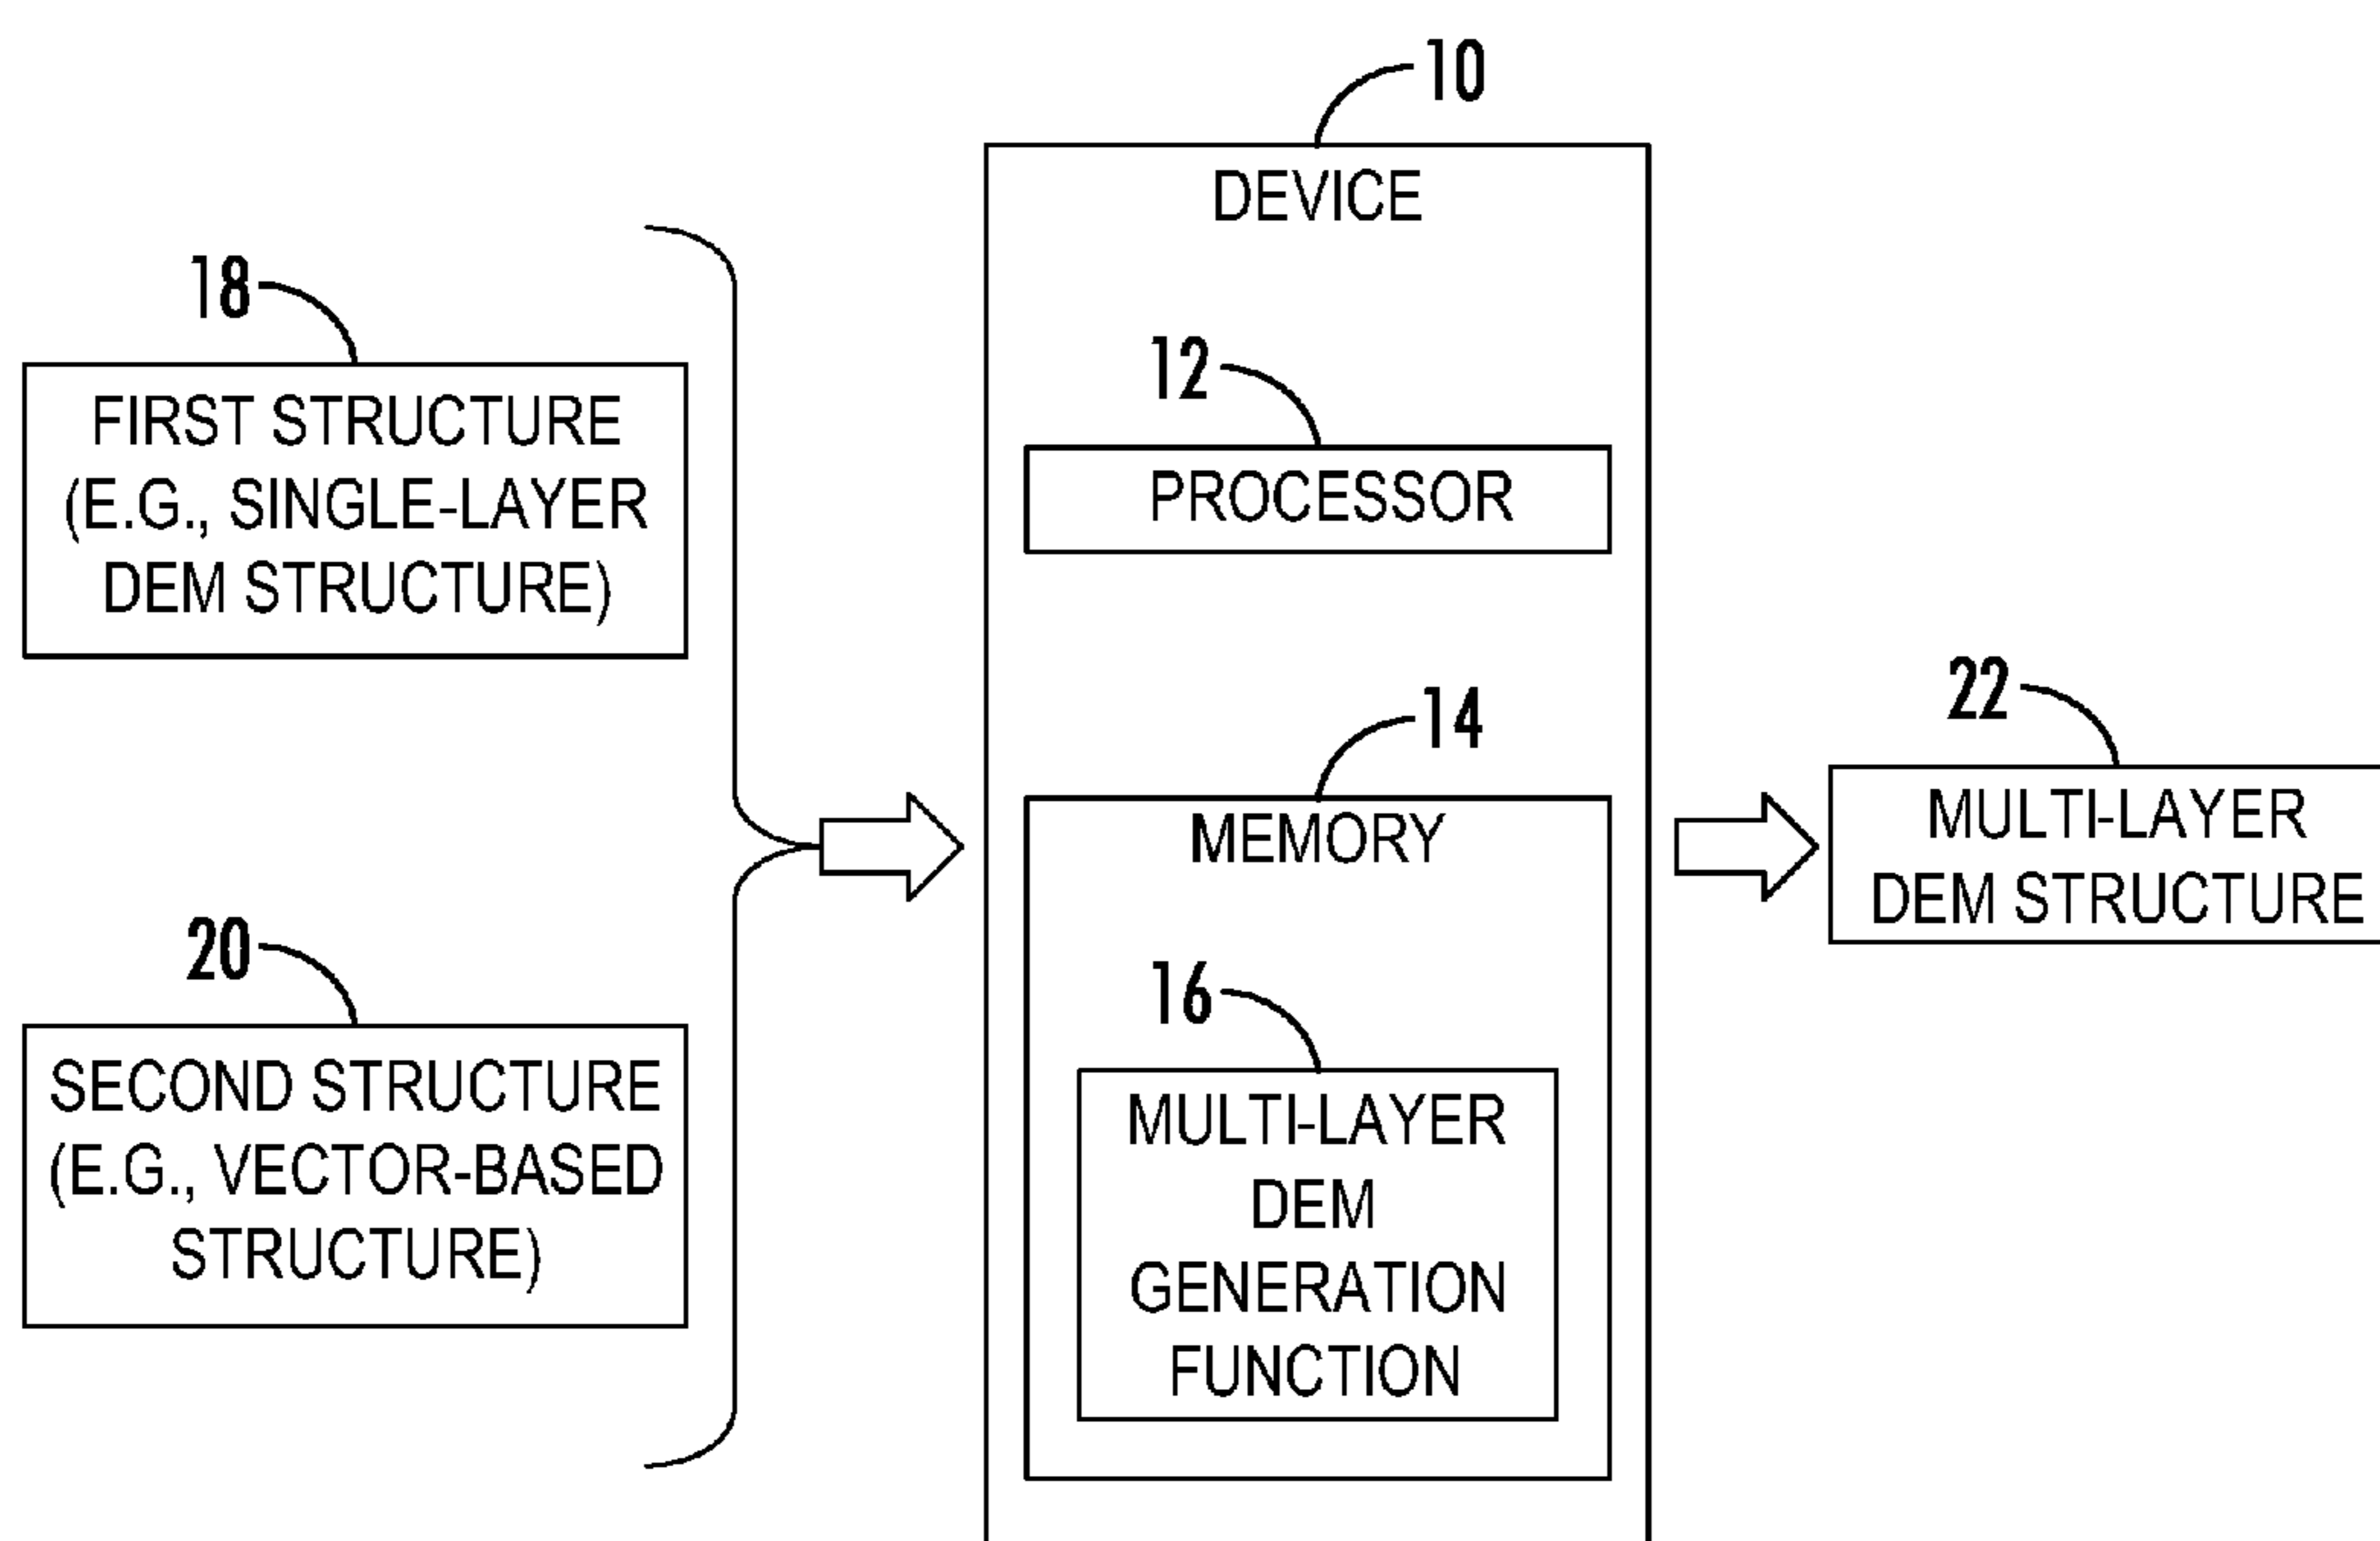 18
FIRST STRUCTURE
(E.G., SINGLE-LAYER
DEM STRUCTURE)
20
SECOND STRUCTURE
(E.G., VECTOR-BASED
STRUCTURE)
10
DEVICE
12
PROCESSOR
14
MEMORY
16
MULTI-LAYER
DEM
GENERATION
FUNCTION
22
MULTI-LAYER
DEM STRUCTURE